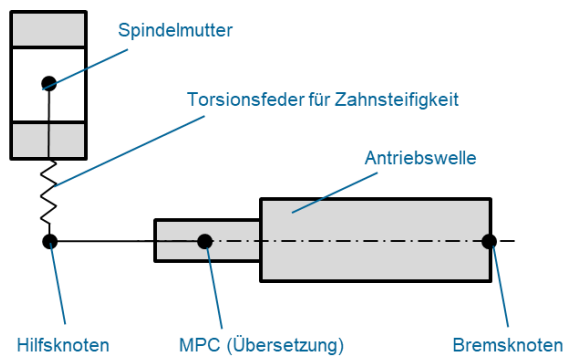 Spindelmutter
Torsionsfeder für Zahnsteifigkeit
Antriebswelle
Hilfsknoten
MPC (Übersetzung)
Bremsknoten